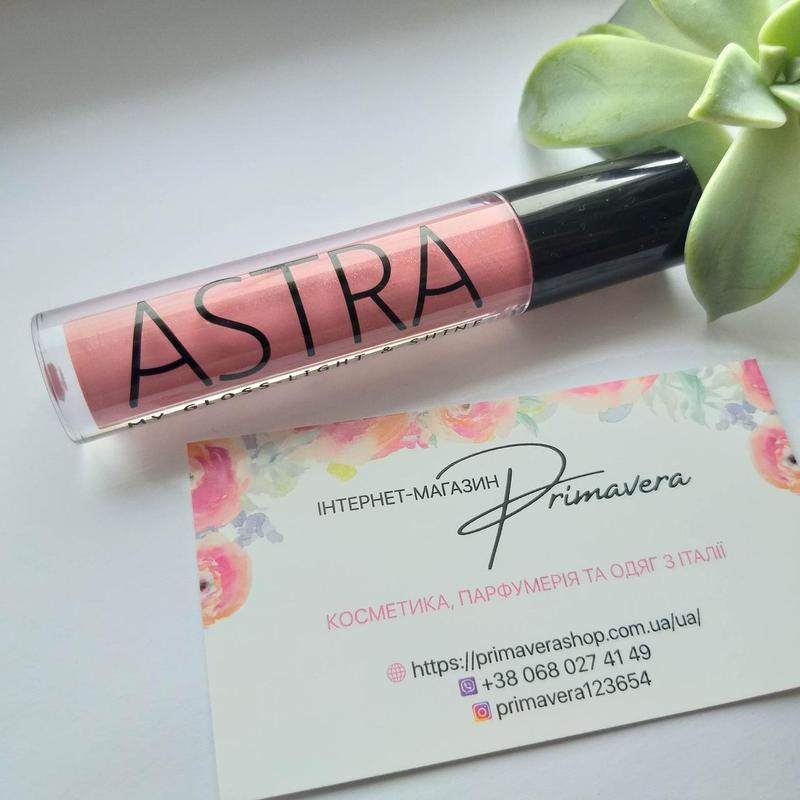 ASTRA
MY GLOSS LIGHT & SHINE
ІНТЕРНЕТ-МАГАЗИН Primavera
КОСМЕТИКА, ПАРФУМЕРІЯ ТА ОДЯГ З ІТАЛІЇ
https://primaverashop.com.ua/ua/
+38 068 027 41 49
primavera123654